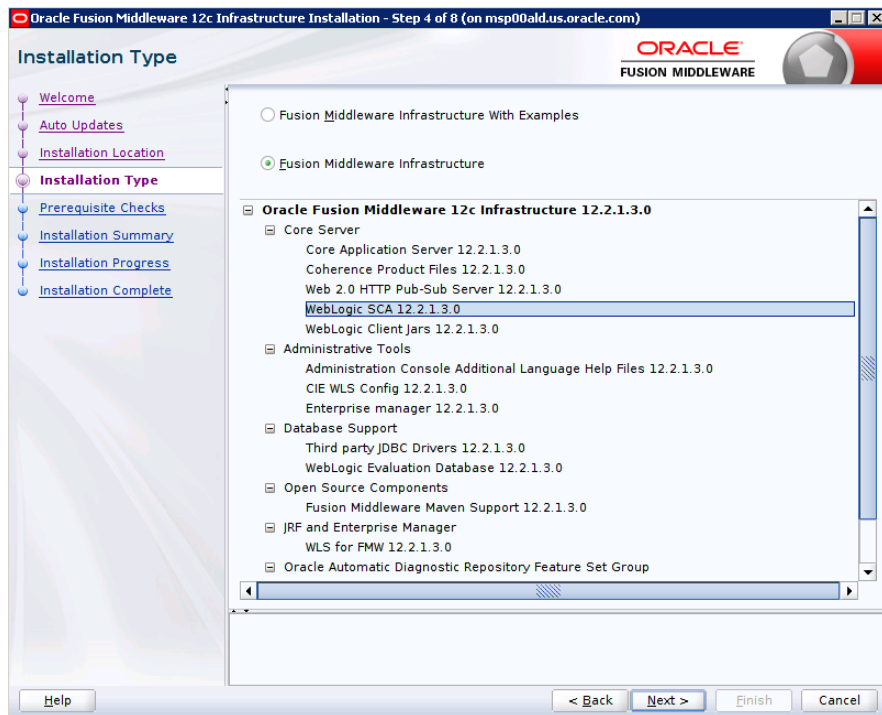 Oracle Fusion Middleware 12c Infrastructure Installation - Step 4 of 8 (on msp00ald.us.oracle.com)
Installation Type
ORACLE
FUSION MIDDLEWARE
Welcome
Auto Updates
Installation Location
Installation Type
Prerequisite Checks
Installation Summary
Installation Progress
Installation Complete
Fusion Middleware Infrastructure With Examples
Fusion Middleware Infrastructure
Oracle Fusion Middleware 12c Infrastructure 12.2.1.3.0
Core Server
Core Application Server 12.2.1.3.0
Coherence Product Files 12.2.1.3.0
Web 2.0 HTTP Pub-Sub Server 12.2.1.3.0
WebLogic SCA 12.2.1.3.0
WebLogic Client Jars 12.2.1.3.0
Administrative Tools
Administration Console Additional Language Help Files 12.2.1.3.0
CIE WLS Config 12.2.1.3.0
Enterprise manager 12.2.1.3.0
Database Support
Third party JDBC Drivers 12.2.1.3.0
WebLogic Evaluation Database 12.2.1.3.0
Open Source Components
Fusion Middleware Maven Support 12.2.1.3.0
JRF and Enterprise Manager
WLS for FMW 12.2.1.3.0
Oracle Automatic Diagnostic Repository Feature Set Group
Help
< Back
Next >
Finish
Cancel